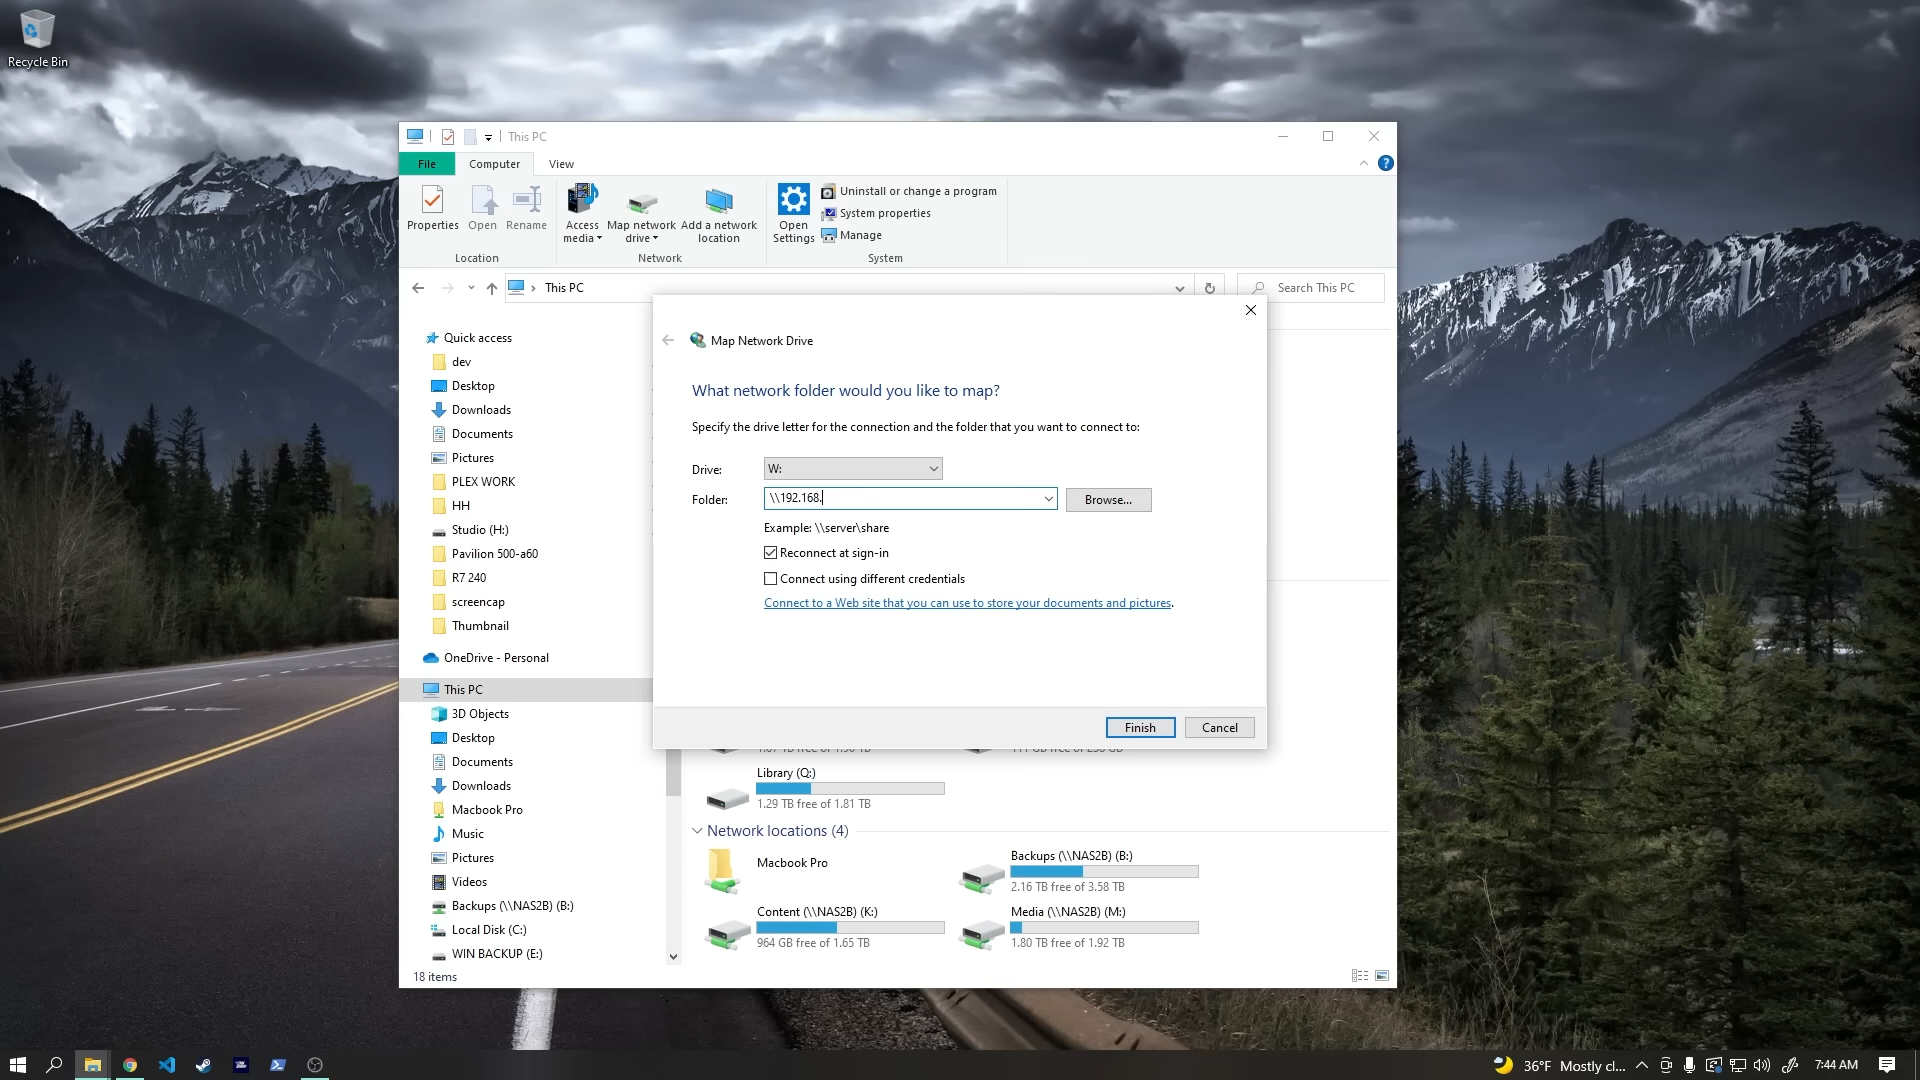 Recycle Bin
This PC
File
Computer
View
Properties
Open
Rename
Location
Access media
Map network drive
Add a network location
Network
Open Settings
Uninstall or change a program
System properties
Manage
System
This PC
Search This PC
Quick access
dev
Desktop
Downloads
Documents
Pictures
PLEX WORK
HH
Studio (H:)
Pavilion 500-a60
R7 240
screencap
Thumbnail
OneDrive - Personal
This PC
3D Objects
Desktop
Documents
Downloads
Macbook Pro
Music
Pictures
Videos
Backups (\\NAS2B) (B:)
Local Disk (C:)
WIN BACKUP (E:)
18 items
Map Network Drive
What network folder would you like to map?
Specify the drive letter for the connection and the folder that you want to connect to:
Drive: W:
Folder: \\192.168.
Browse...
Example: \\server\share
Reconnect at sign-in
Connect using different credentials
Connect to a Web site that you can use to store your documents and pictures.
Finish
Cancel
Library (Q:)
1.29 TB free of 1.81 TB
Network locations (4)
Macbook Pro
Backups (\\NAS2B) (B:)
2.16 TB free of 3.58 TB
Content (\\NAS2B) (K:)
964 GB free of 1.65 TB
Media (\\NAS2B) (M:)
1.80 TB free of 1.92 TB
36°F Mostly cl...
7:44 AM